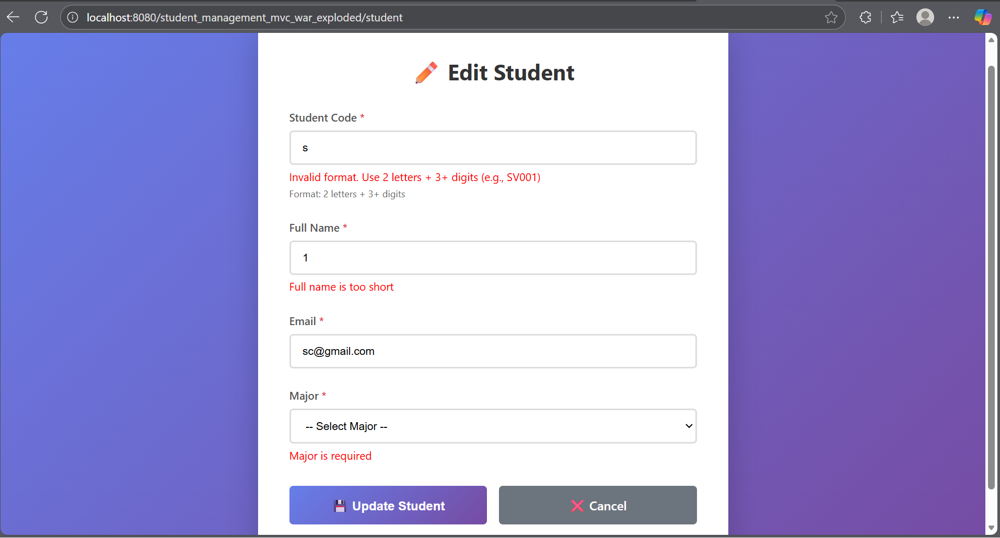 localhost:8080/student_management_mvc_war_exploded/student
Edit Student
Student Code *
s
Invalid format. Use 2 letters + 3+ digits (e.g., SV001)
Format: 2 letters + 3+ digits
Full Name *
1
Full name is too short
Email *
sc@gmail.com
Major *
-- Select Major --
Major is required
Update Student
Cancel